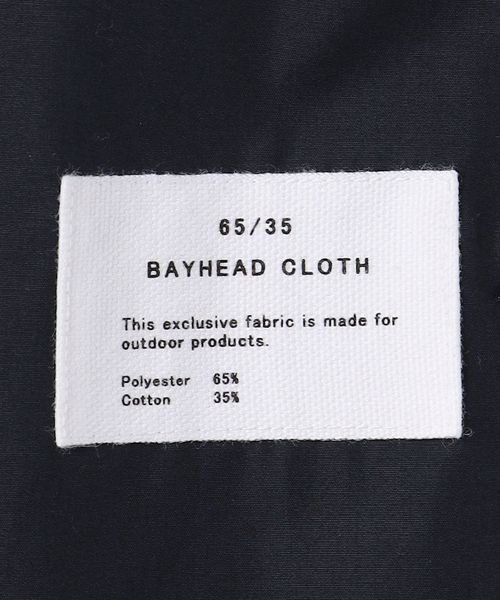 65/35
BAYHEAD CLOTH
This exclusive fabric is made for
outdoor products.
Polyester 65%
Cotton 35%